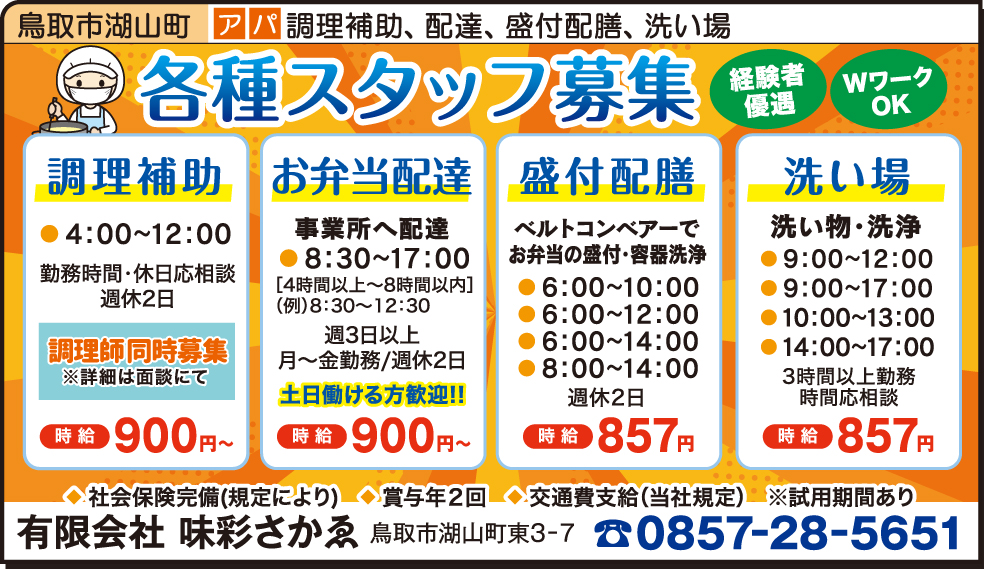 鳥取市湖山町 アパ 調理補助、配達、盛付配膳、洗い場
各種スタッフ募集
経験者
優遇
Wワーク
OK
調理補助
●4:00~12:00
勤務時間・休日応相談
週休2日
調理師同時募集
※詳細は面談にて
時給 900円~
お弁当配達
事業所へ配達
●8:30~17:00
[4時間以上~8時間以内]
(例)8:30~12:30
週3日以上
月~金勤務/週休2日
土日働ける方歓迎!!
時給 900円~
盛付配膳
ベルトコンベアーで
お弁当の盛付・容器洗浄
●6:00~10:00
●6:00~12:00
●6:00~14:00
●8:00~14:00
週休2日
時給 857円
洗い場
洗い物・洗浄
●9:00~12:00
●9:00~17:00
●10:00~13:00
●14:00~17:00
3時間以上勤務
時間応相談
時給 857円
◆社会保険完備(規定により) ◆賞与年2回 ◆交通費支給(当社規定) ※試用期間あり
有限会社 味彩さかゑ 鳥取市湖山町東3-7 ☎0857-28-5651